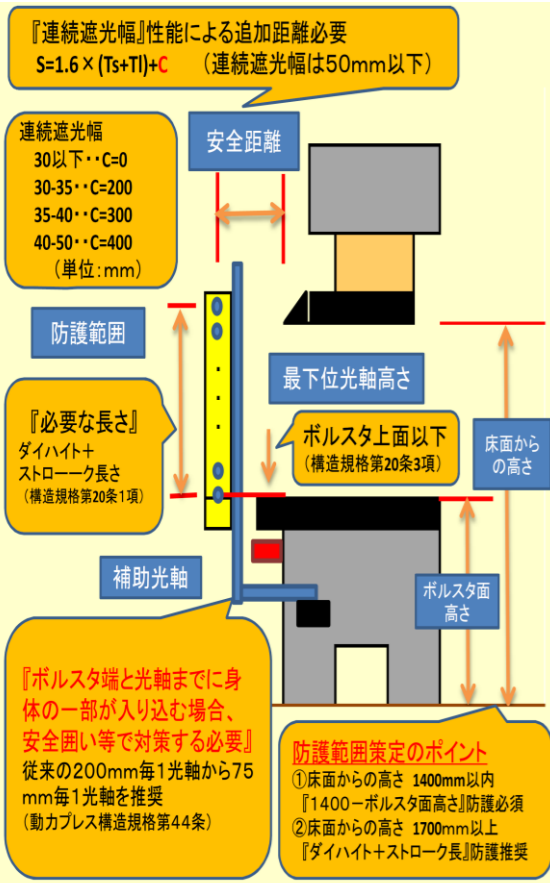 『連続遮光幅』性能による追加距離必要
S=1.6×(Ts+Tl)+C （連続遮光幅は50mm以下）
連続遮光幅
30以下‥C=0
30-35‥C=200
35-40‥C=300
40-50‥C=400
（単位:mm）
安全距離
防護範囲
最下位光軸高さ
『必要な長さ』
ダイハイト＋
ストローーク長さ
（構造規格第20条1項）
ボルスタ上面以下
（構造規格第20条3項）
床面から
の高さ
補助光軸
ボルスタ面
高さ
『ボルスタ端と光軸までに身
体の一部が入り込む場合、
安全囲い等で対策する必要』
従来の200mm毎1光軸から75
mm毎1光軸を推奨
（動力プレス構造規格第44条）
防護範囲策定のポイント
①床面からの高さ 1400mm以内
『1400－ボルスタ面高さ』防護必須
②床面からの高さ 1700mm以上
『ダイハイト＋ストローク長』防護推奨